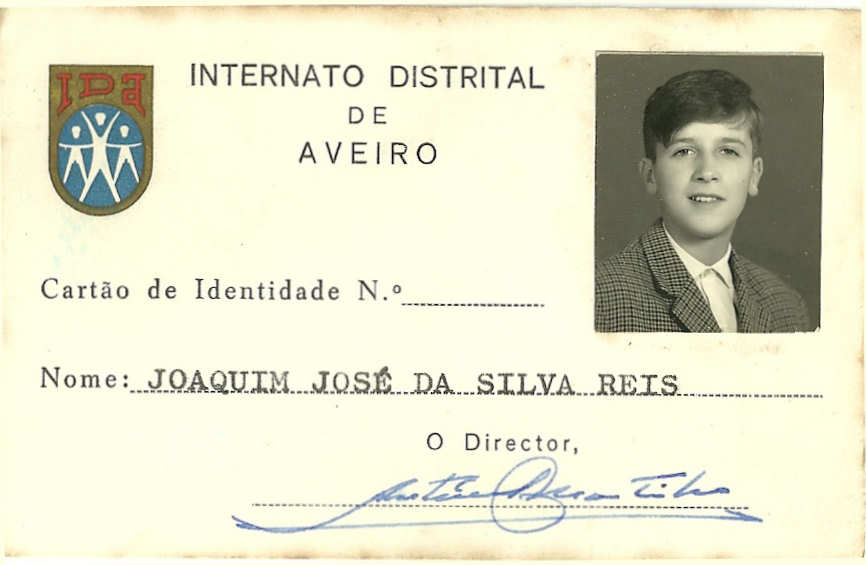 IDA
INTERNATO DISTRITAL
DE
AVEIRO
Cartão de Identidade N.º
Nome: JOAQUIM JOSÉ DA SILVA REIS
O Director,